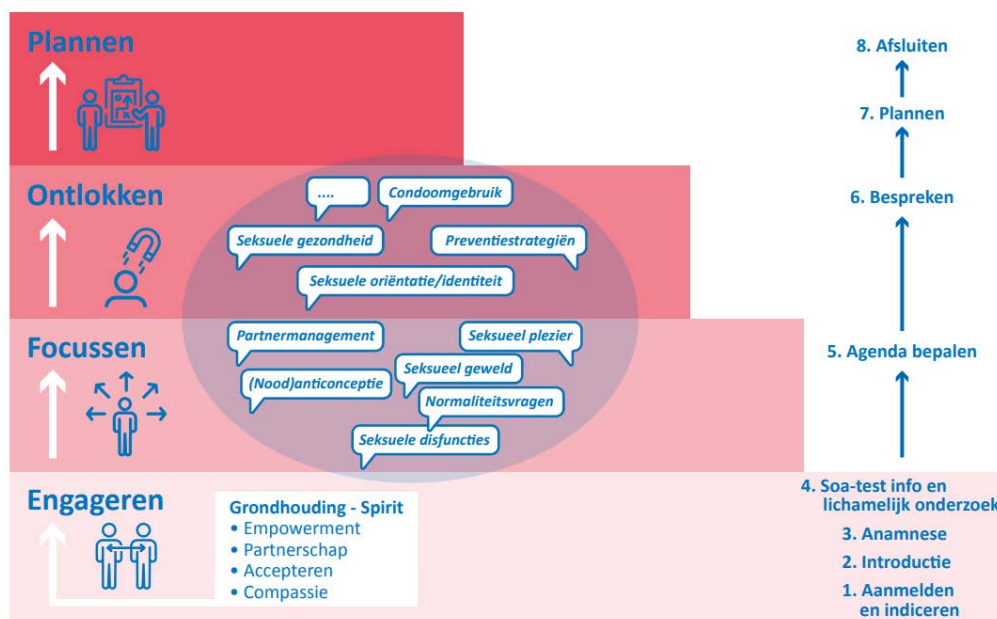 Plannen
8. Afsluiten
7. Plannen
Ontlokken
....
Condoomgebruik
6. Bespreken
Seksuele gezondheid
Preventiestrategiën
Seksuele oriëntatie/identiteit
Focussen
Partnermanagement
Seksueel plezier
5. Agenda bepalen
Seksueel geweld
(Nood)anticonceptie
Normaliteitsvragen
Seksuele disfuncties
Engageren
Grondhouding - Spirit
• Empowerment
• Partnerschap
• Accepteren
• Compassie
4. Soa-test info en
lichamelijk onderzoek
3. Anamnese
2. Introductie
1. Aanmelden
en indiceren